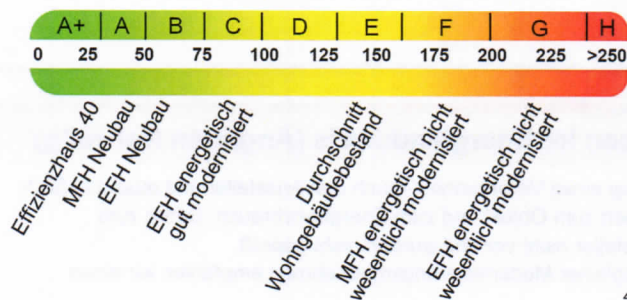 A+ A B C D E F G H
0 25 50 75 100 125 150 175 200 225 >250
Effizienzhaus 40
MFH Neubau
EFH Neubau
EFH energetisch
gut modernisiert
Durchschnitt
Wohngebäudebestand
MFH energetisch nicht
wesentlich modernisiert
EFH energetisch nicht
wesentlich modernisiert